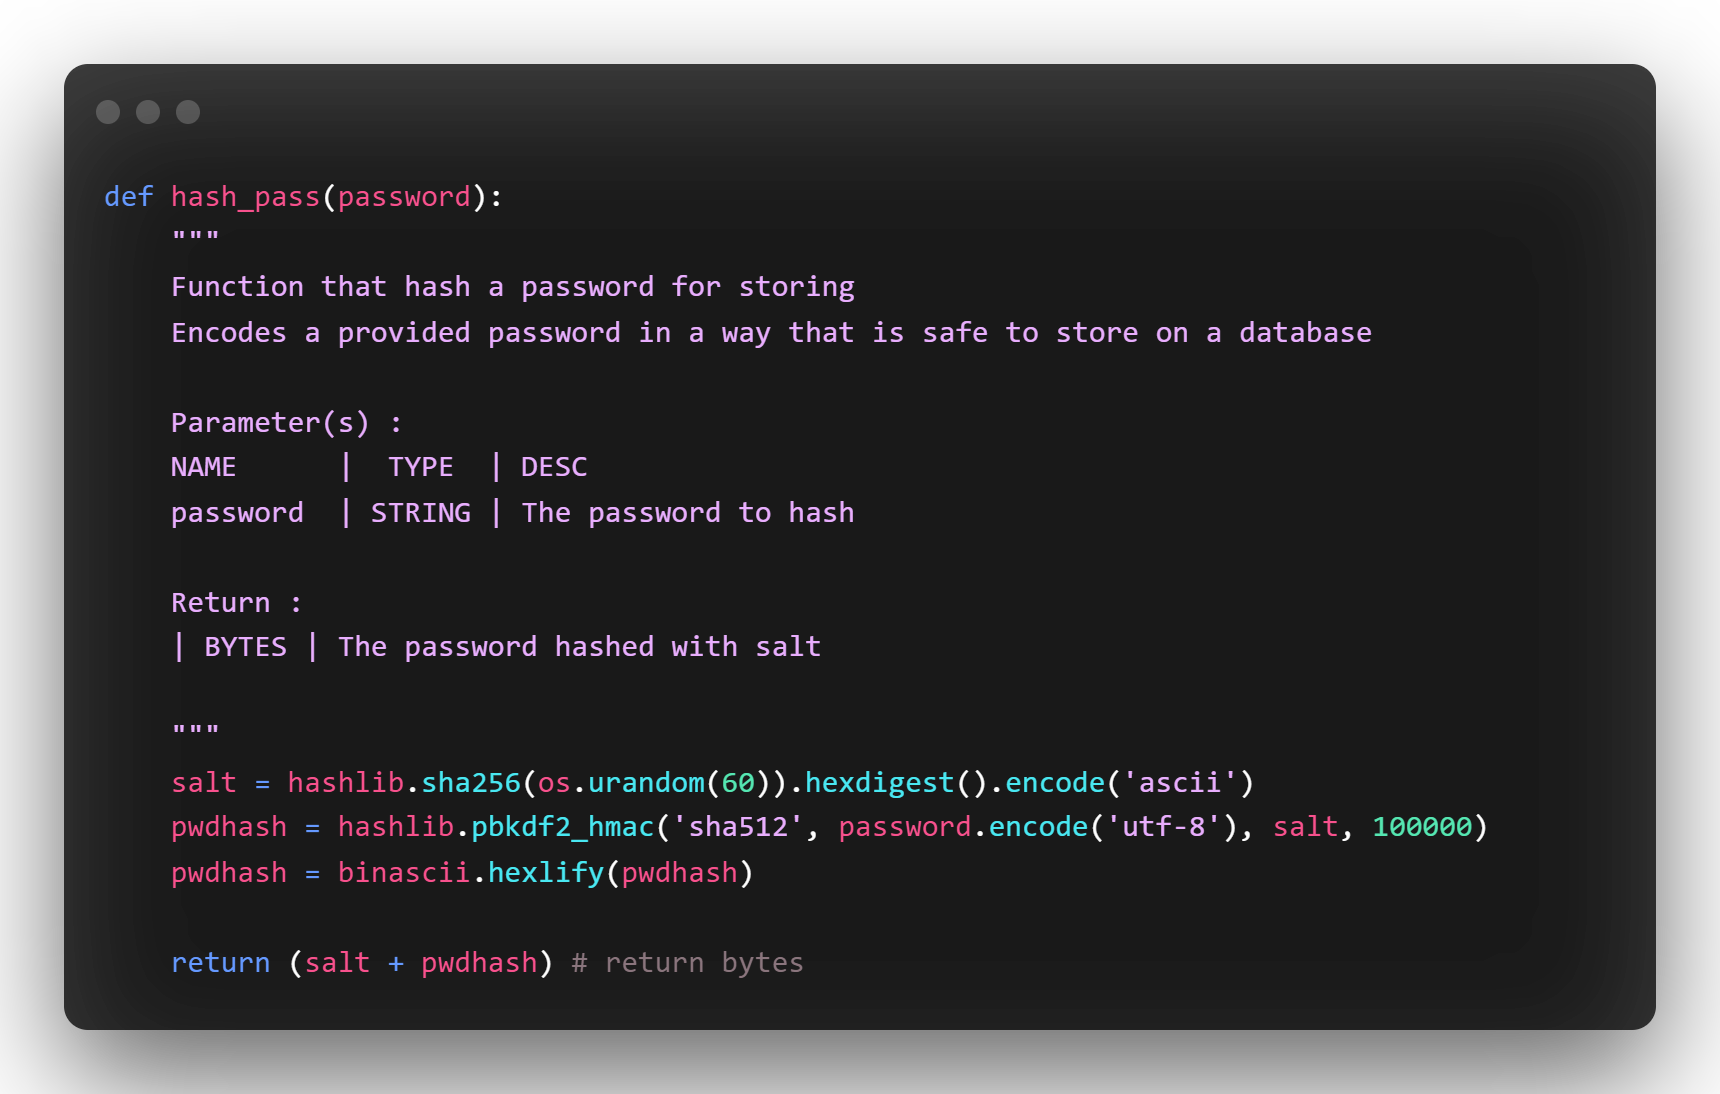 def hash_pass(password):
    """
    Function that hash a password for storing
    Encodes a provided password in a way that is safe to store on a database

    Parameter(s) :
    NAME      |  TYPE  | DESC
    password  | STRING | The password to hash

    Return :
    | BYTES | The password hashed with salt

    """
    salt = hashlib.sha256(os.urandom(60)).hexdigest().encode('ascii')
    pwdhash = hashlib.pbkdf2_hmac('sha512', password.encode('utf-8'), salt, 100000)
    pwdhash = binascii.hexlify(pwdhash)

    return (salt + pwdhash) # return bytes